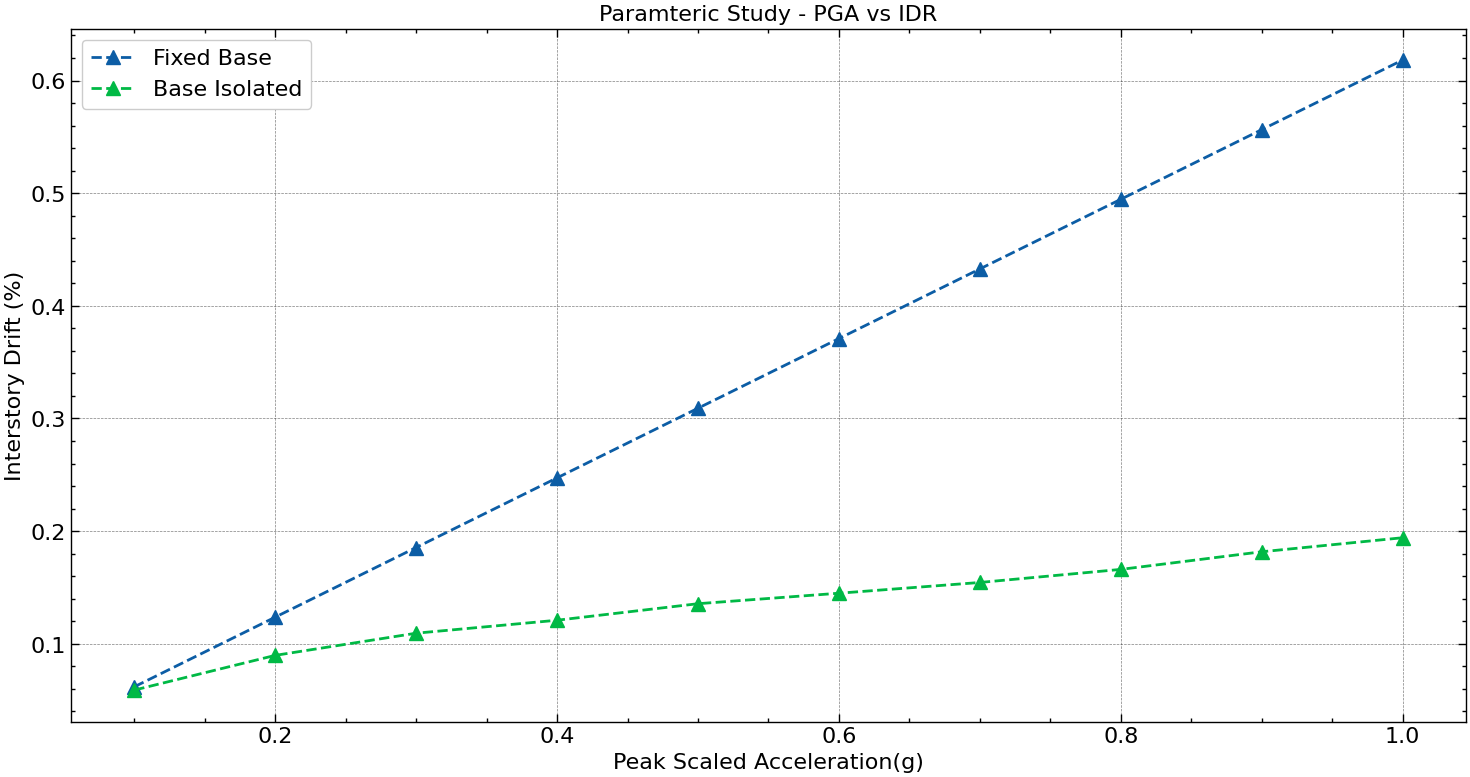 Paramteric Study - PGA vs IDR
Fixed Base
Base Isolated
Interstory Drift (%)
0.6
0.5
0.4
0.3
0.2
0.1
0.2 0.4 0.6 0.8 1.0
Peak Scaled Acceleration(g)